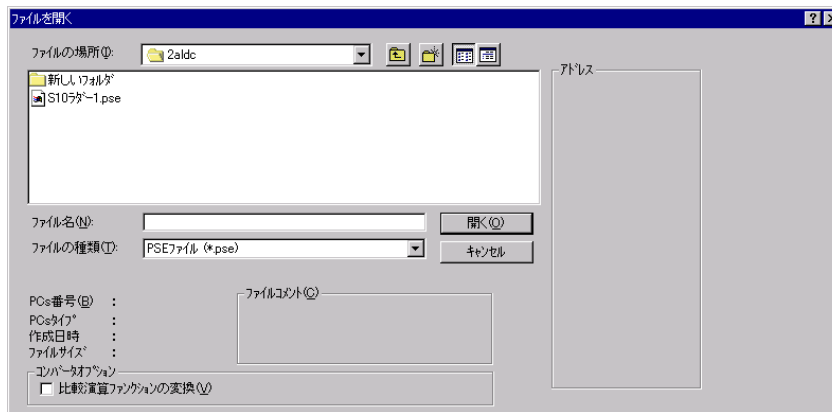 ファイルを開く
ファイルの場所(I):
2aldc
アドレス
新しいフォルダ
S10ラダー1.pse
ファイル名(N):
開く(O)
ファイルの種類(T):
PSEファイル (*.pse)
キャンセル
ファイルコメント(C)
PCs番号(B) :
PCsタイプ :
作成日時 :
ファイルサイズ :
コンバータオプション
比較演算ファンクションの変換(V)